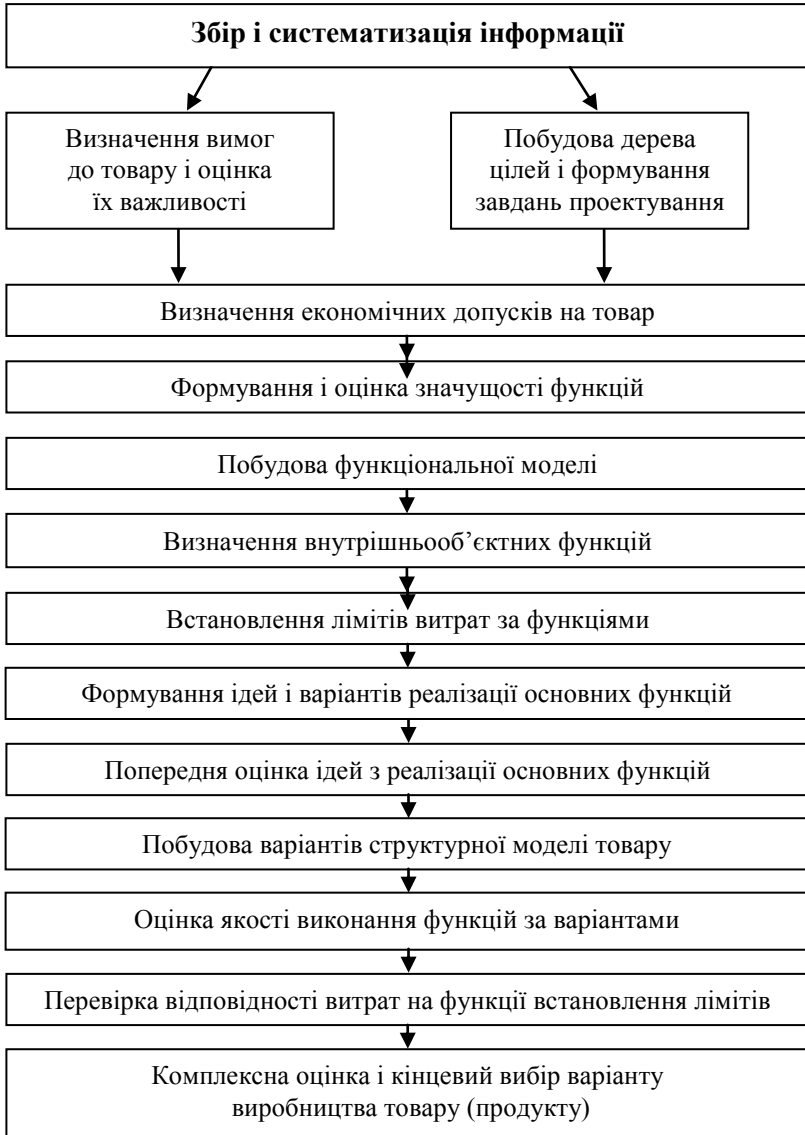 Збір і систематизація інформації
Визначення вимог
до товару і оцінка
їх важливості
Побудова дерева
цілей і формування
завдань проектування
Визначення економічних допусків на товар
Формування і оцінка значущості функцій
Побудова функціональної моделі
Визначення внутрішньооб’єктних функцій
Встановлення лімітів витрат за функціями
Формування ідей і варіантів реалізації основних функцій
Попередня оцінка ідей з реалізації основних функцій
Побудова варіантів структурної моделі товару
Оцінка якості виконання функцій за варіантами
Перевірка відповідності витрат на функції встановлення лімітів
Комплексна оцінка і кінцевий вибір варіанту
виробництва товару (продукту)